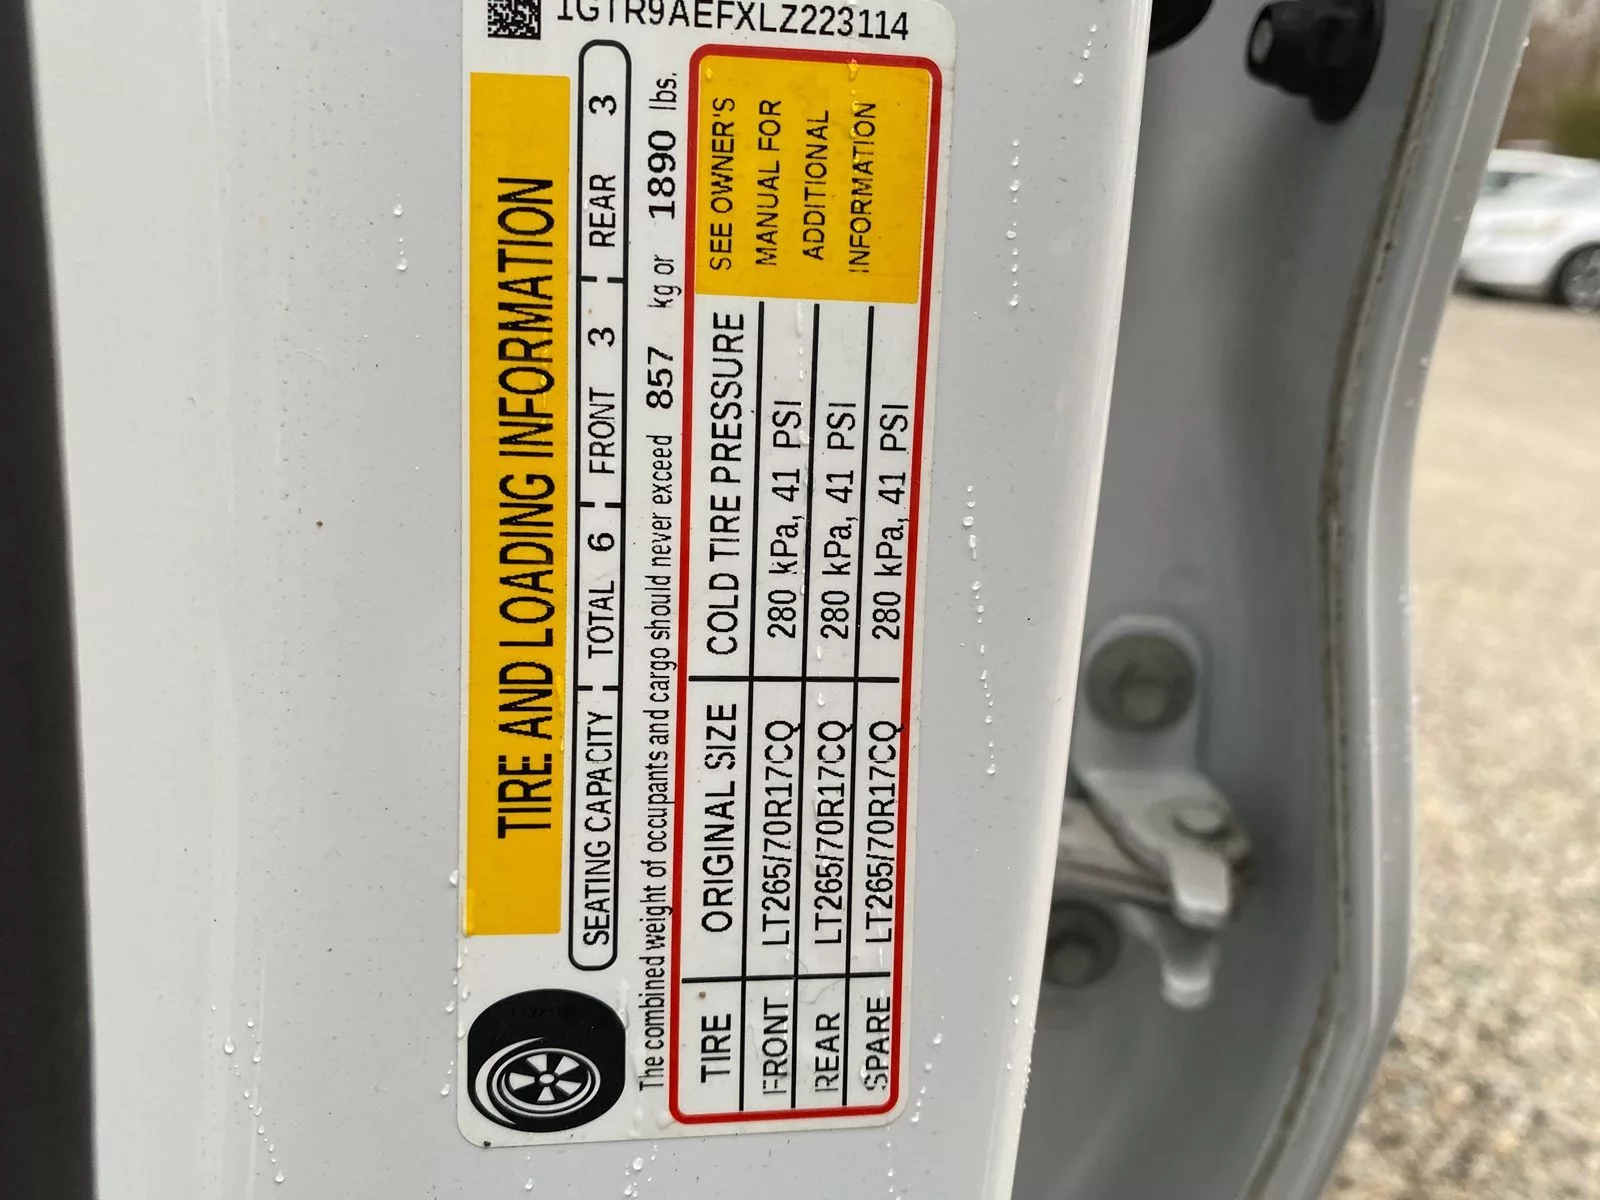 1GTR9AEFXLZ223114
TIRE AND LOADING INFORMATION
SEATING CAPACITY TOTAL 6 FRONT 3 REAR 3
The combined weight of occupants and cargo should never exceed 857 kg or 1890 lbs.
TIRE ORIGINAL SIZE COLD TIRE PRESSURE
FRONT LT265/70R17CQ 280 kPa, 41 PSI
REAR LT265/70R17CQ 280 kPa, 41 PSI
SPARE LT265/70R17CQ 280 kPa, 41 PSI
SEE OWNER'S
MANUAL FOR
ADDITIONAL
INFORMATION